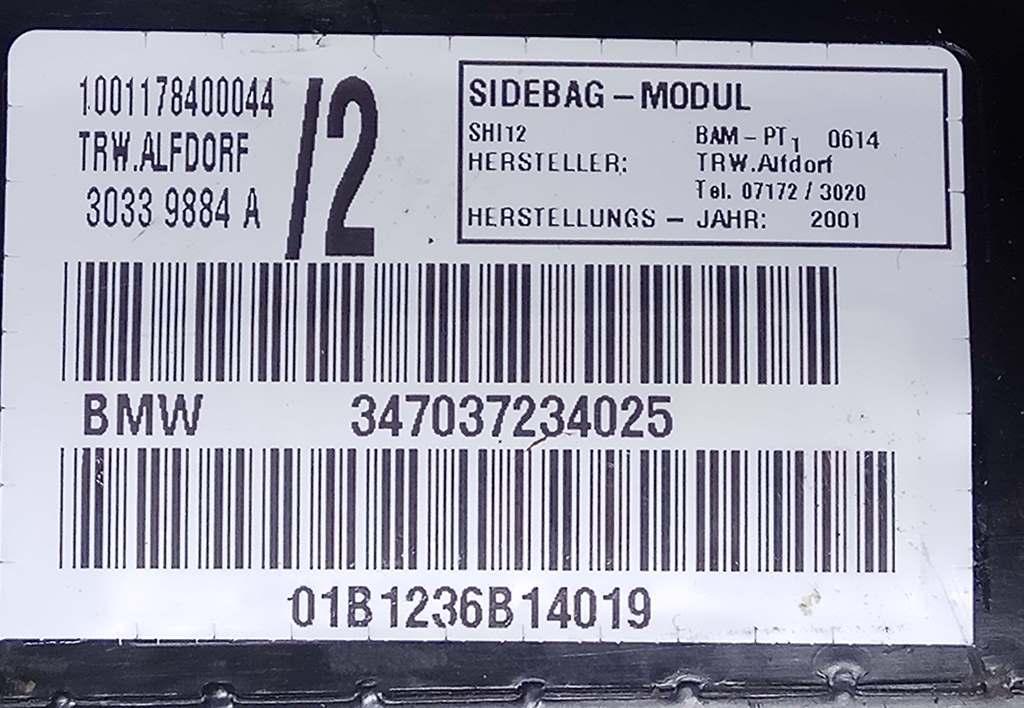 1001178400044
TRW.ALFDORF
3033 9884 A
/2
SIDEBAG – MODUL
SHI12 BAM – PT1 0614
HERSTELLER: TRW.Alfdorf
Tel. 07172 / 3020
HERSTELLUNGS – JAHR: 2001
BMW 347037234025
01B1236B14019